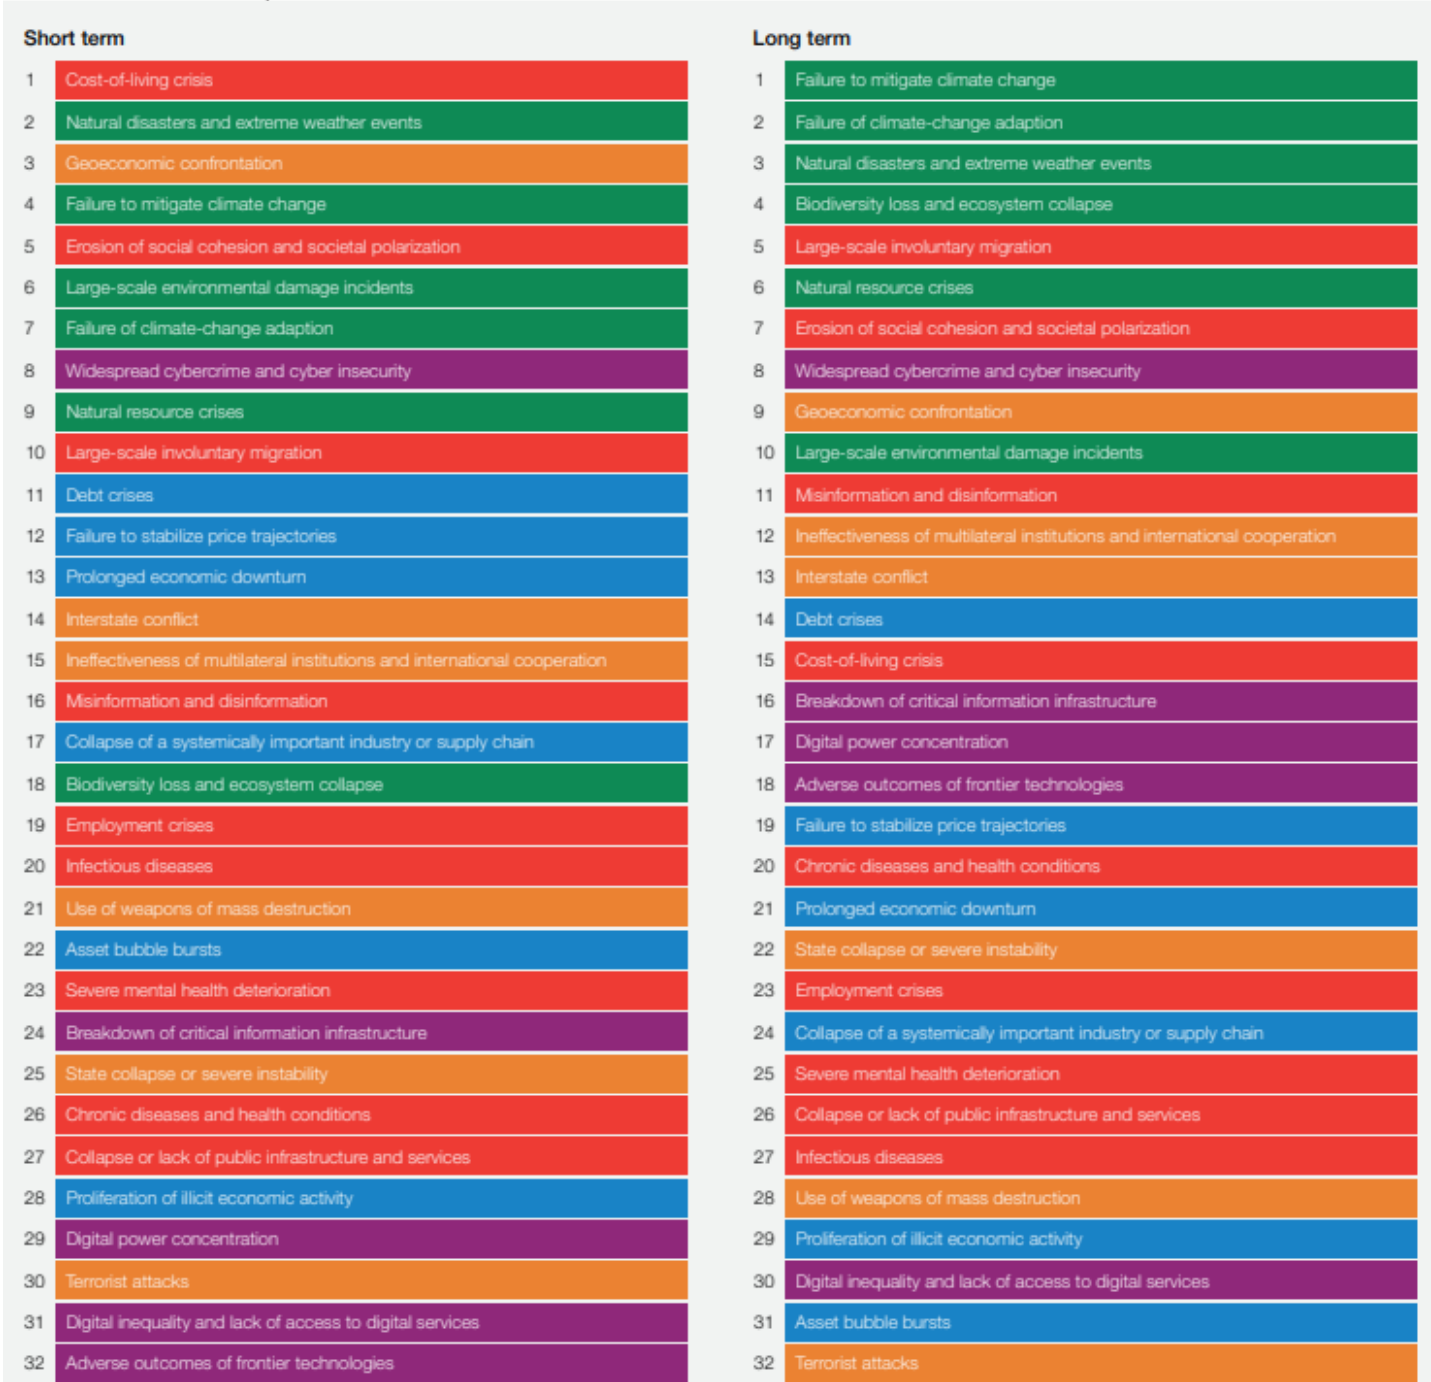 Short term
1 Cost-of-living crisis
2 Natural disasters and extreme weather events
3 Geoeconomic confrontation
4 Failure to mitigate climate change
5 Erosion of social cohesion and societal polarization
6 Large-scale environmental damage incidents
7 Failure of climate-change adaption
8 Widespread cybercrime and cyber insecurity
9 Natural resource crises
10 Large-scale involuntary migration
11 Debt crises
12 Failure to stabilize price trajectories
13 Prolonged economic downturn
14 Interstate conflict
15 Ineffectiveness of multilateral institutions and international cooperation
16 Misinformation and disinformation
17 Collapse of a systemically important industry or supply chain
18 Biodiversity loss and ecosystem collapse
19 Employment crises
20 Infectious diseases
21 Use of weapons of mass destruction
22 Asset bubble bursts
23 Severe mental health deterioration
24 Breakdown of critical information infrastructure
25 State collapse or severe instability
26 Chronic diseases and health conditions
27 Collapse or lack of public infrastructure and services
28 Proliferation of illicit economic activity
29 Digital power concentration
30 Terrorist attacks
31 Digital inequality and lack of access to digital services
32 Adverse outcomes of frontier technologies
Long term
1 Failure to mitigate climate change
2 Failure of climate-change adaption
3 Natural disasters and extreme weather events
4 Biodiversity loss and ecosystem collapse
5 Large-scale involuntary migration
6 Natural resource crises
7 Erosion of social cohesion and societal polarization
8 Widespread cybercrime and cyber insecurity
9 Geoeconomic confrontation
10 Large-scale environmental damage incidents
11 Misinformation and disinformation
12 Ineffectiveness of multilateral institutions and international cooperation
13 Interstate conflict
14 Debt crises
15 Cost-of-living crisis
16 Breakdown of critical information infrastructure
17 Digital power concentration
18 Adverse outcomes of frontier technologies
19 Failure to stabilize price trajectories
20 Chronic diseases and health conditions
21 Prolonged economic downturn
22 State collapse or severe instability
23 Employment crises
24 Collapse of a systemically important industry or supply chain
25 Severe mental health deterioration
26 Collapse or lack of public infrastructure and services
27 Infectious diseases
28 Use of weapons of mass destruction
29 Proliferation of illicit economic activity
30 Digital inequality and lack of access to digital services
31 Asset bubble bursts
32 Terrorist attacks